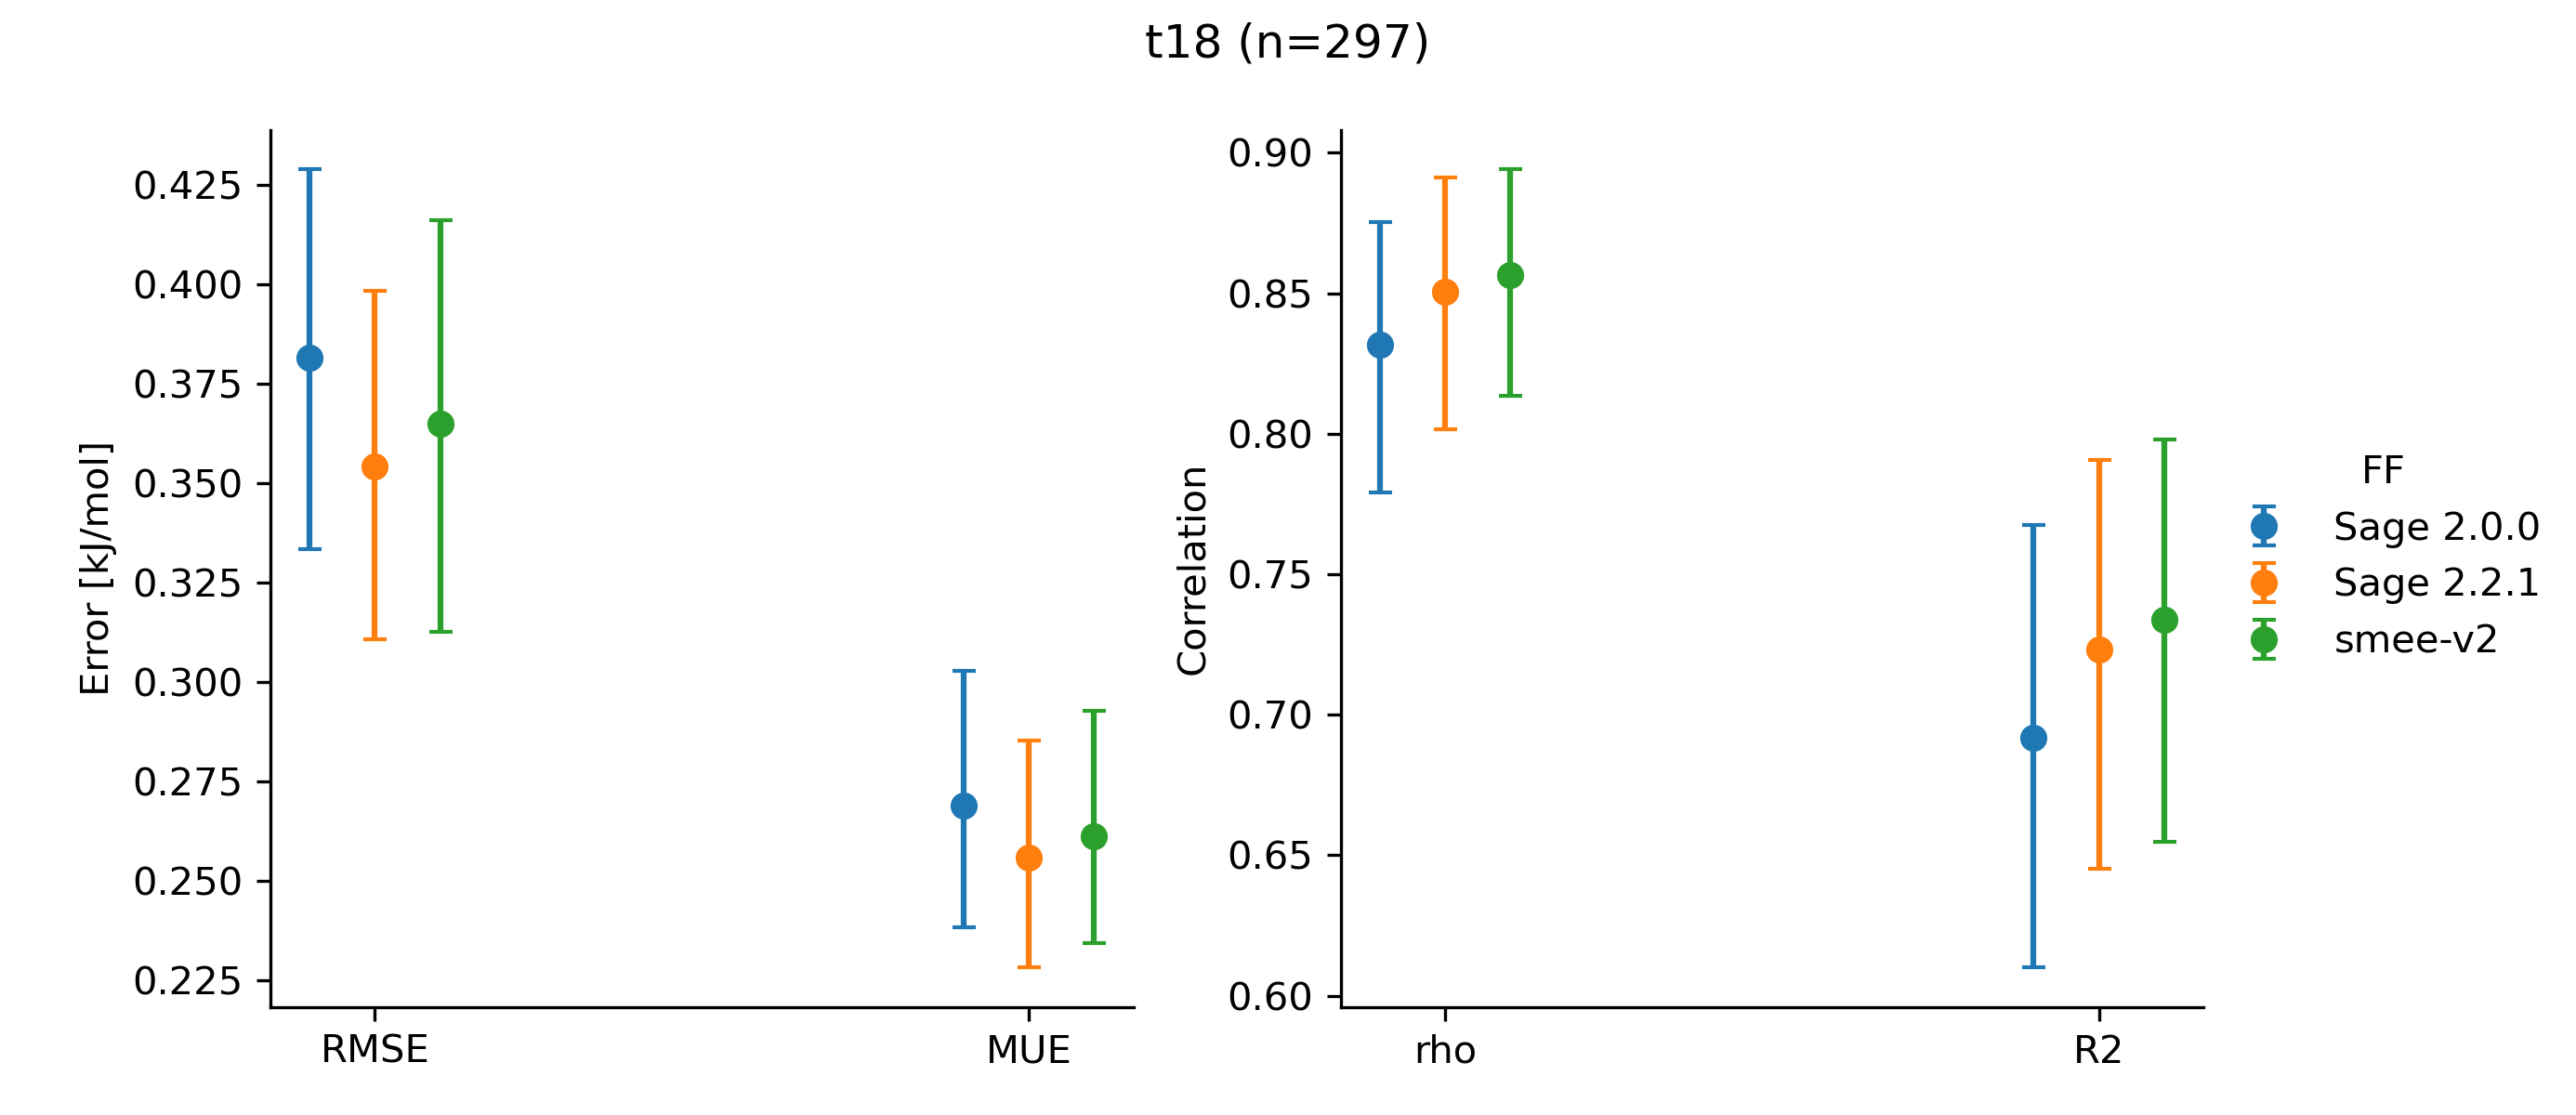 t18 (n=297)
Error [kJ/mol]
0.425
0.400
0.375
0.350
0.325
0.300
0.275
0.250
0.225
RMSE
MUE
Correlation
0.90
0.85
0.80
0.75
0.70
0.65
0.60
rho
R2
FF
Sage 2.0.0
Sage 2.2.1
smee-v2